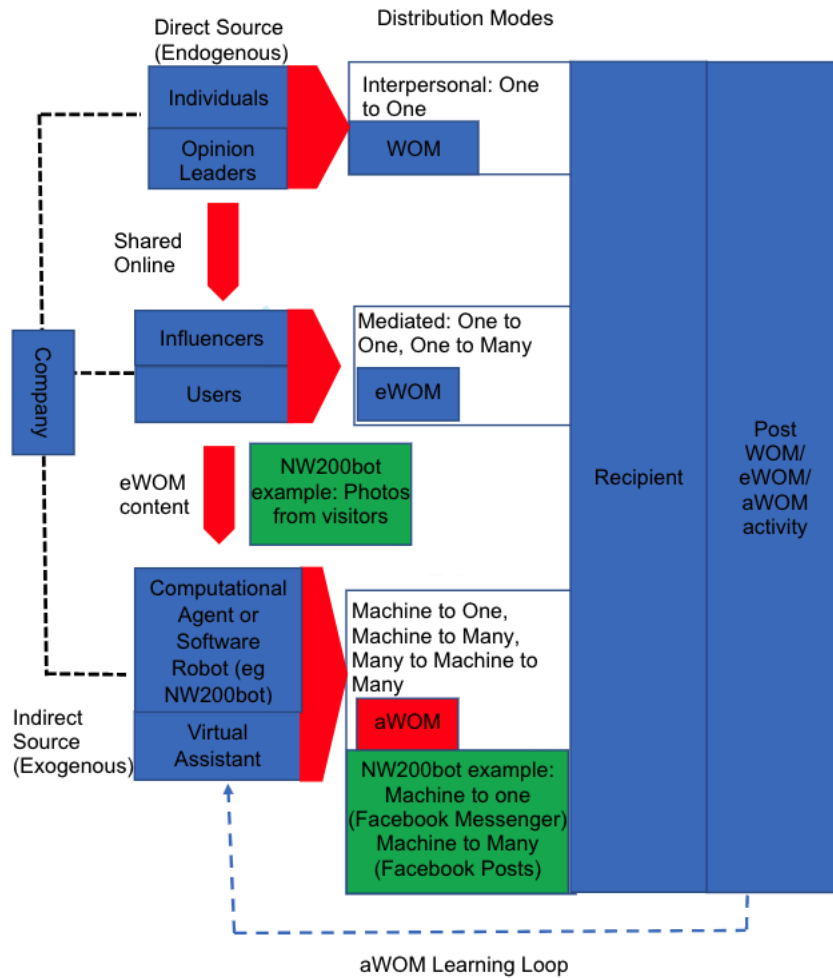 Direct Source
(Endogenous)
Distribution Modes
Individuals
Opinion
Leaders
Interpersonal: One
to One
WOM
Shared
Online
Company
Influencers
Users
Mediated: One to
One, One to Many
eWOM
eWOM
content
NW200bot
example: Photos
from visitors
Recipient
Post
WOM/
eWOM/
aWOM
activity
Computational
Agent or
Software
Robot (eg
NW200bot)
Virtual
Assistant
Indirect
Source
(Exogenous)
Machine to One,
Machine to Many,
Many to Machine to
Many
aWOM
NW200bot example:
Machine to one
(Facebook Messenger)
Machine to Many
(Facebook Posts)
aWOM Learning Loop